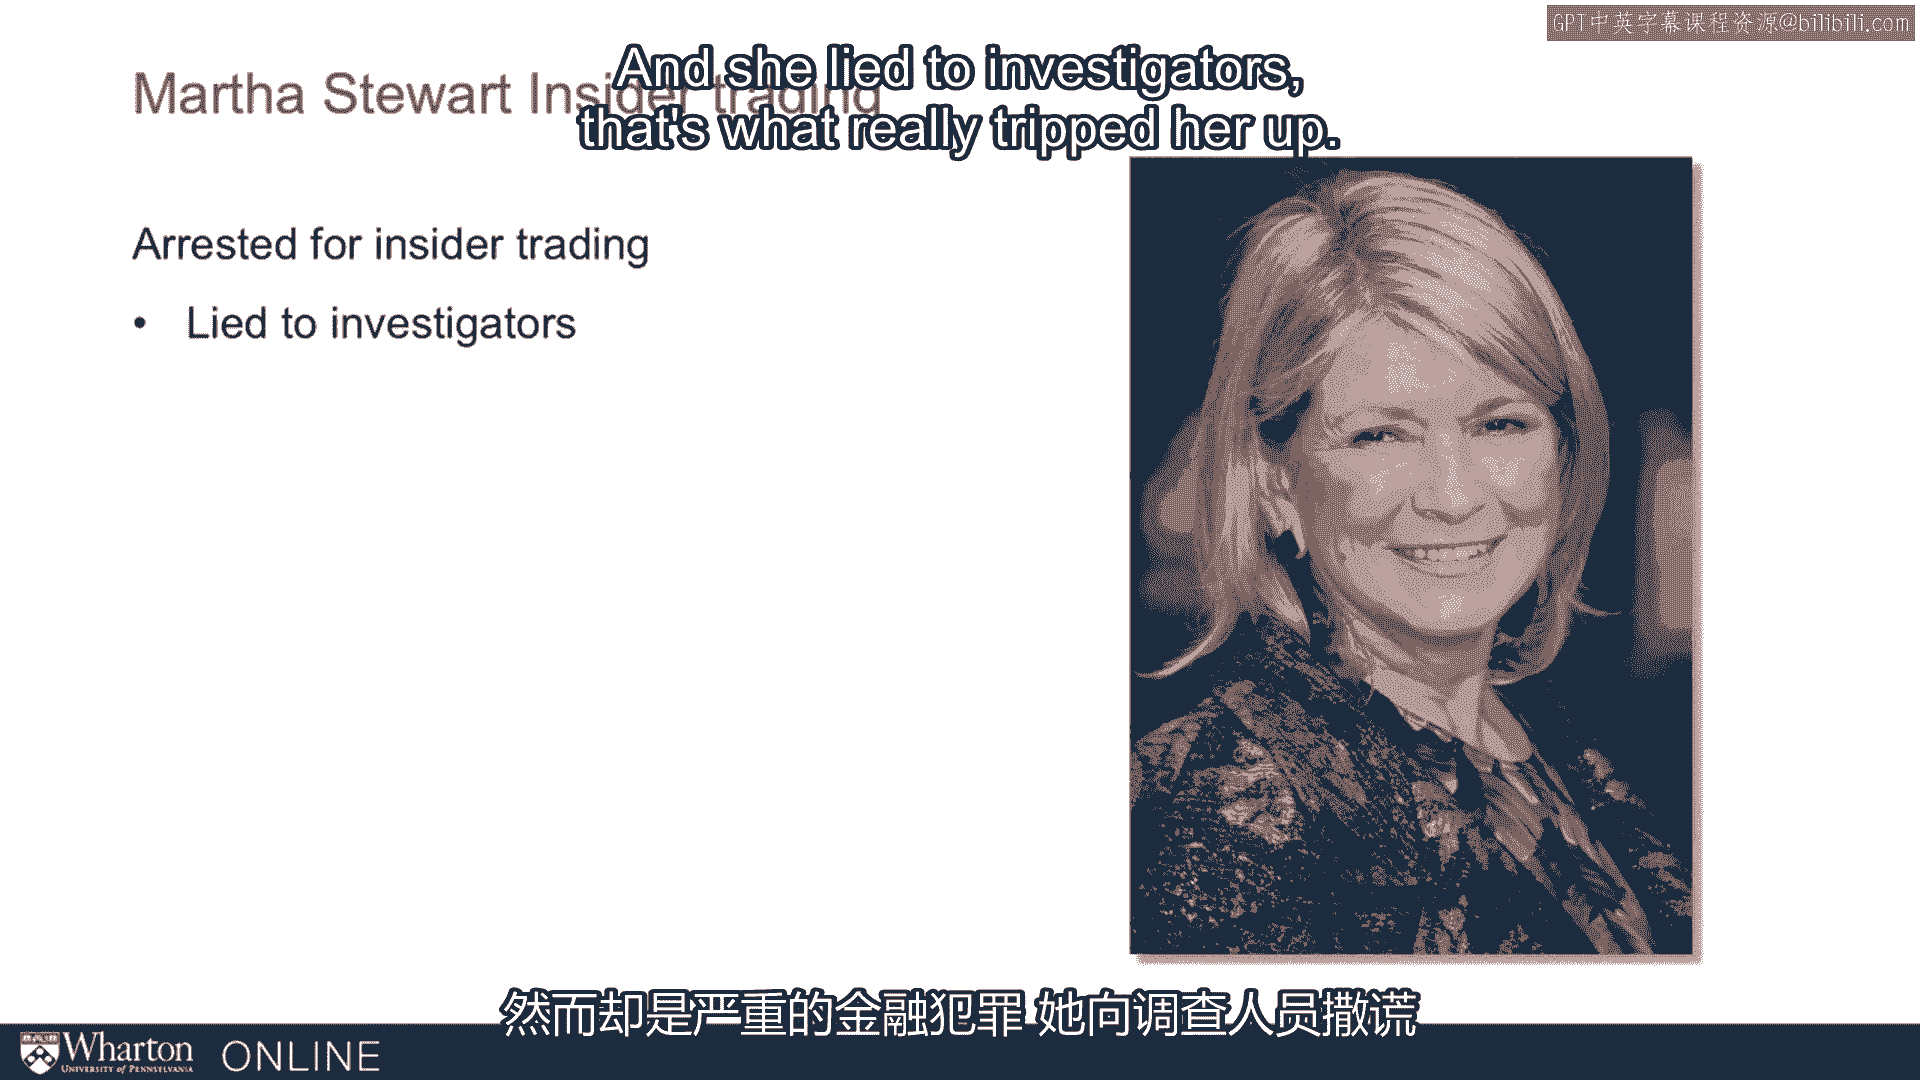 GPT中英字幕课程资源@bilibili.com
And she lied to investigators,
that's what really tripped her up.
Martha Stewart Insider trading
Arrested for insider trading
• Lied to investigators
然而却是严重的金融犯罪 她向调查人员撒谎
Wharton
UNIVERSITY OF PENNSYLVANIA
ONLINE